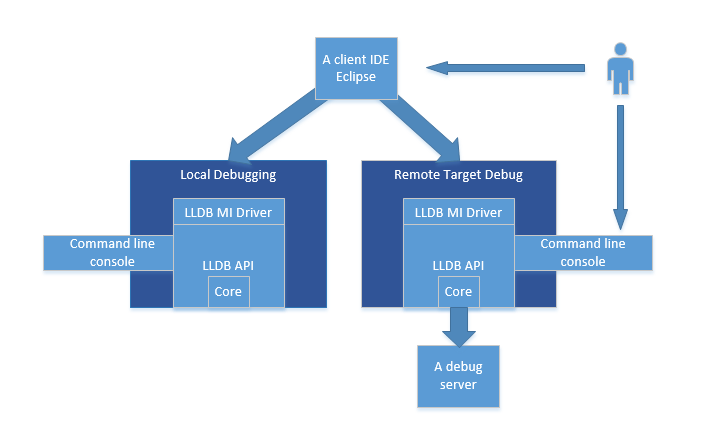 A client IDE
Eclipse
Local Debugging
LLDB MI Driver
Command line
console
LLDB API
Core
Remote Target Debug
LLDB MI Driver
Command line
console
LLDB API
Core
A debug
server